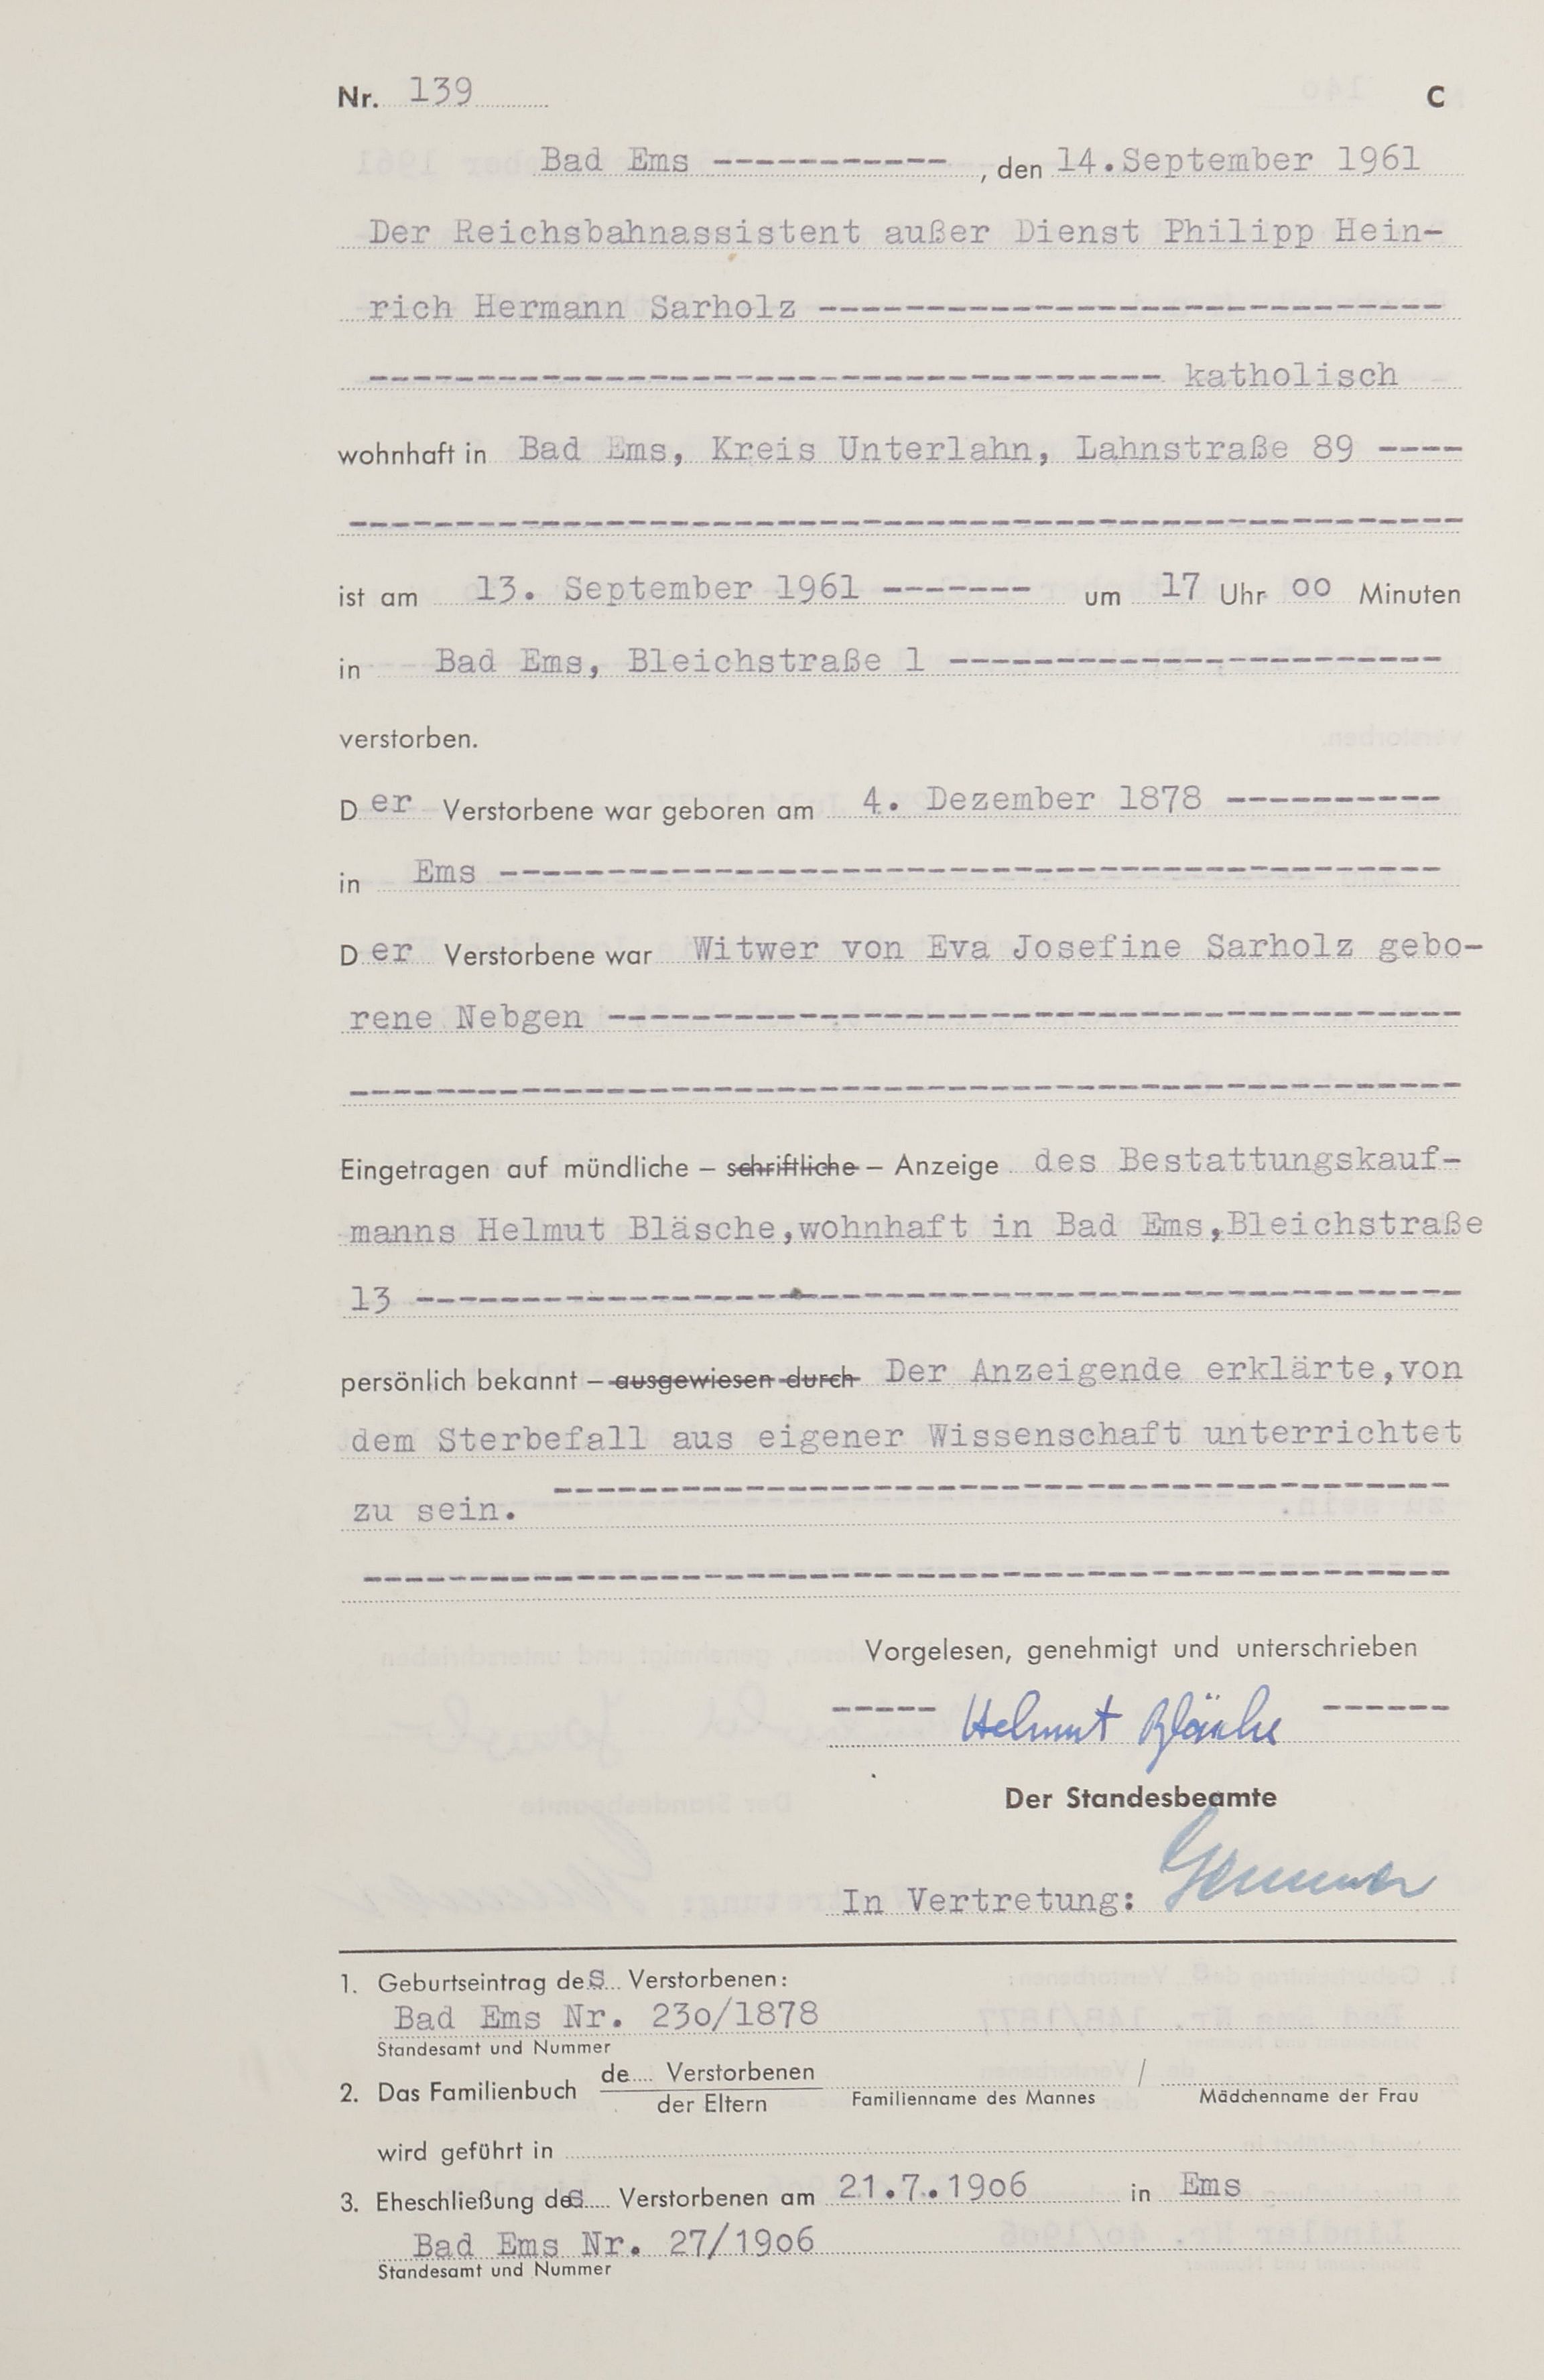 Nr. 139 C
Bad Ems -----------, den 14.September 1961
Der Reichsbahnassistent außer Dienst Philipp Hein-
rich Hermann Sarholz ------------------------------
-------------------------------------- katholisch
wohnhaft in Bad Ems, Kreis Unterlahn, Lahnstraße 89 ----
-----------------------------------------------------
ist am 13. September 1961 ------- um 17 Uhr oo Minuten
in Bad Ems, Bleichstraße 1 ------------------------
verstorben.
Der Verstorbene war geboren am 4. Dezember 1878 ----------
in Ems ---------------------------------------------
Der Verstorbene war Witwer von Eva Josefine Sarholz gebo-
rene Nebgen -----------------------------------------
-----------------------------------------------------
Eingetragen auf mündliche – schriftliche – Anzeige des Bestattungskauf-
manns Helmut Bläsche,wohnhaft in Bad Ems,Bleichstraße
13 --------------------------------------------------
persönlich bekannt – ausgewiesen durch Der Anzeigende erklärte,von
dem Sterbefall aus eigener Wissenschaft unterrichtet
zu sein. -------------------------------------------
----------------------------------------------------
Vorgelesen, genehmigt und unterschrieben
----- Helmut Bläsche ------
Der Standesbeamte
In Vertretung:
1. Geburtseintrag des Verstorbenen:
Bad Ems Nr. 23o/1878
Standesamt und Nummer
2. Das Familienbuch de.... Verstorbenen /
der Eltern Familienname des Mannes Mädchenname der Frau
wird geführt in
3. Eheschließung des Verstorbenen am 21.7.19o6 in Ems
Bad Ems Nr. 27/19o6
Standesamt und Nummer